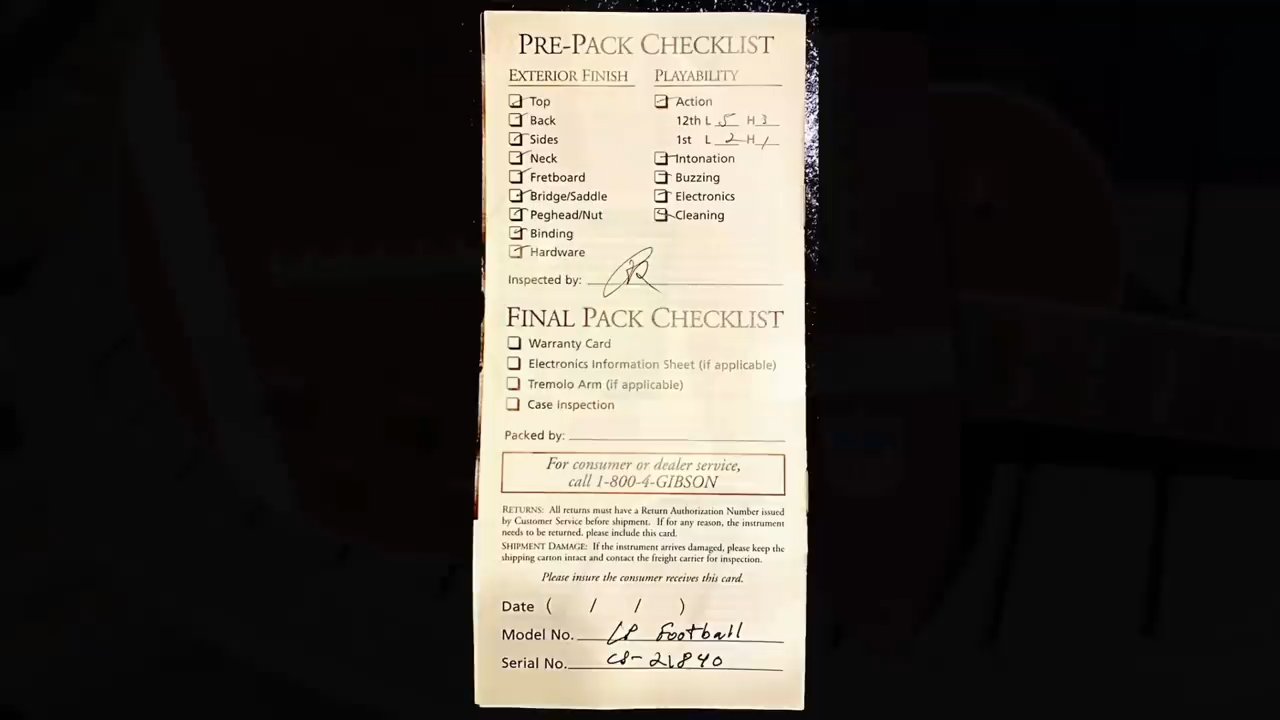 PRE-PACK CHECKLIST
EXTERIOR FINISH PLAYABILITY
Top Action
Back 12th L 5 H 3
Sides 1st L 2 H 1
Neck Intonation
Fretboard Buzzing
Bridge/Saddle Electronics
Peghead/Nut Cleaning
Binding
Hardware
Inspected by:
FINAL PACK CHECKLIST
Warranty Card
Electronics Information Sheet (if applicable)
Tremolo Arm (if applicable)
Case Inspection
Packed by:
For consumer or dealer service,
call 1-800-4-GIBSON
RETURNS: All returns must have a Return Authorization Number issued
by Customer Service before shipment. If for any reason, the instrument
needs to be returned, please include this card.
SHIPMENT DAMAGE: If the instrument arrives damaged, please keep the
shipping carton intact and contact the freight carrier for inspection.
Please insure the consumer receives this card.
Date ( / / )
Model No. LP Football
Serial No. CS-21840